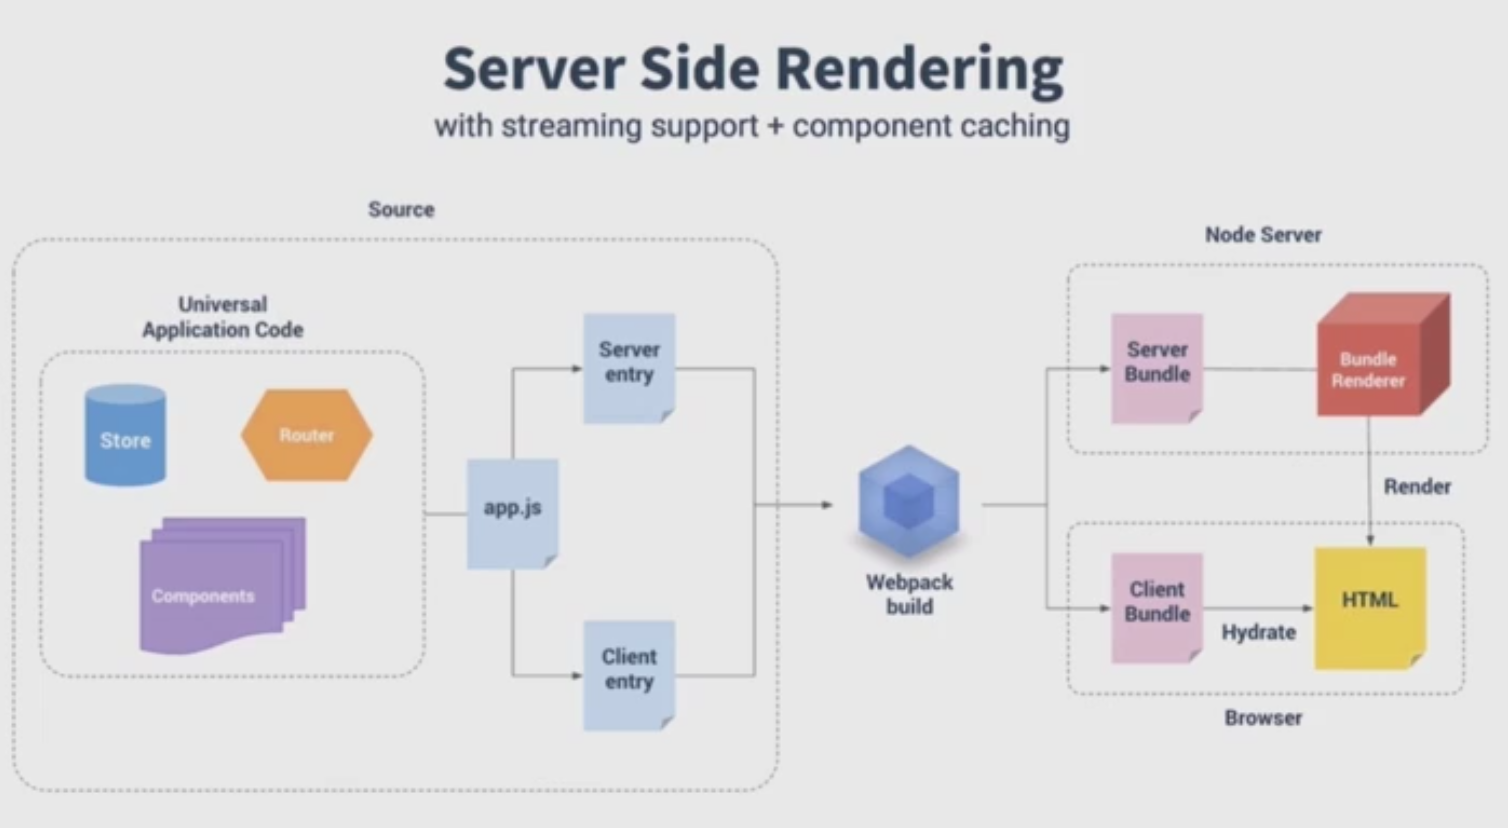 Server Side Rendering
with streaming support + component caching
Source
Universal
Application Code
Store
Router
Components
app.js
Server
entry
Client
entry
Webpack
build
Node Server
Server
Bundle
Bundle
Renderer
Render
Client
Bundle
Hydrate
HTML
Browser